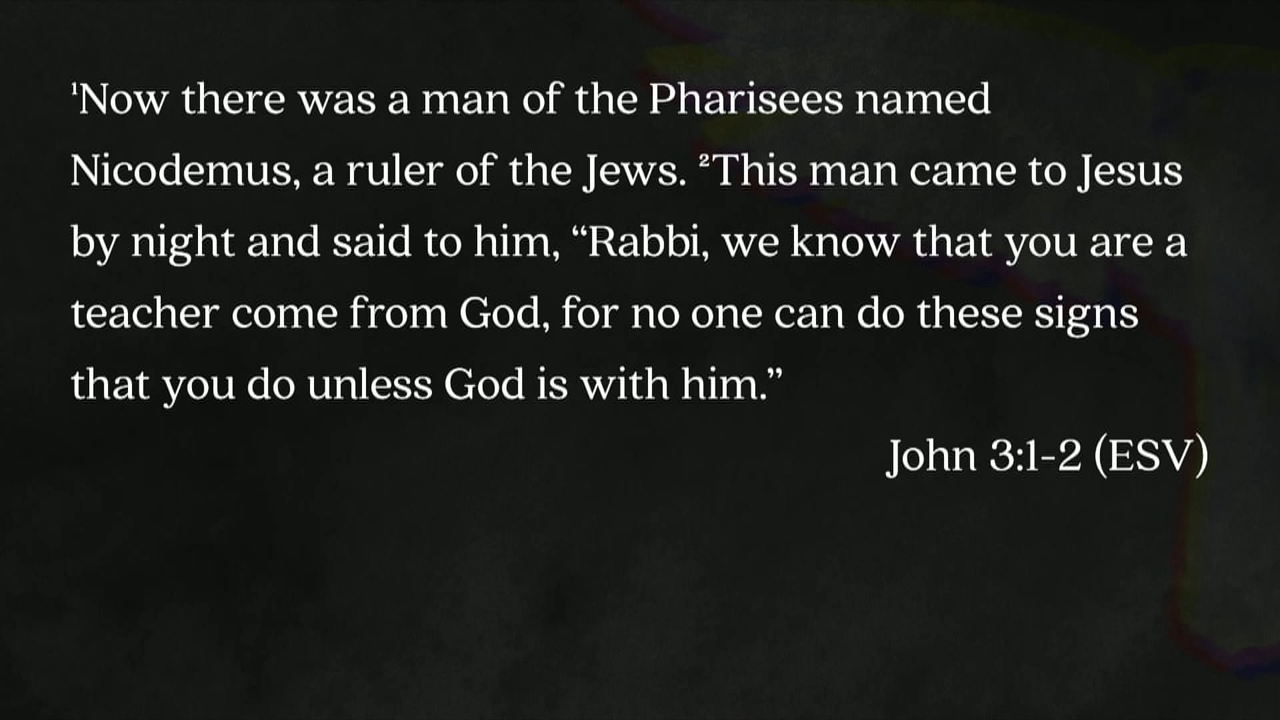 ¹Now there was a man of the Pharisees named
Nicodemus, a ruler of the Jews. ²This man came to Jesus
by night and said to him, “Rabbi, we know that you are a
teacher come from God, for no one can do these signs
that you do unless God is with him.”
John 3:1-2 (ESV)